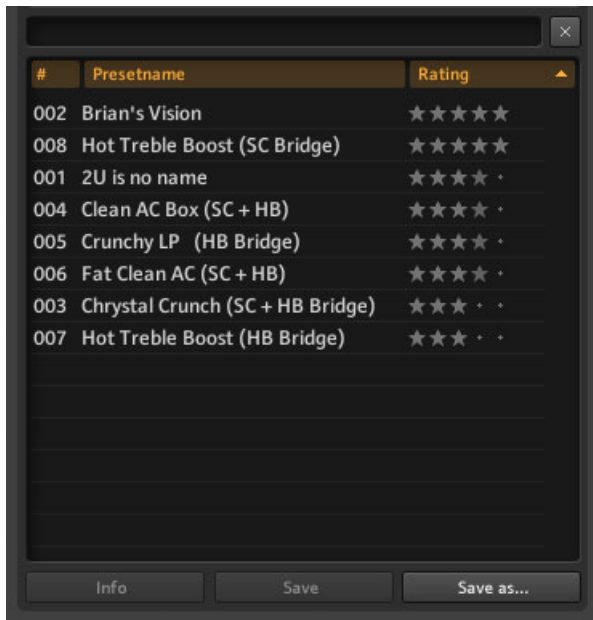 # Presetname Rating
002 Brian's Vision
008 Hot Treble Boost (SC Bridge)
001 2U is no name
004 Clean AC Box (SC + HB)
005 Crunchy LP (HB Bridge)
006 Fat Clean AC (SC + HB)
003 Chrystal Crunch (SC + HB Bridge)
007 Hot Treble Boost (HB Bridge)
Info Save Save as...